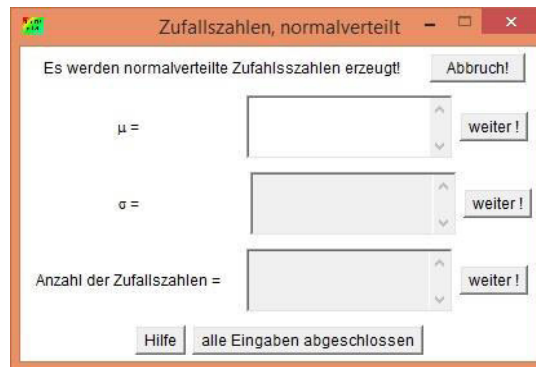 Zufallszahlen, normalverteilt
Es werden normalverteilte Zufahlsszahlen erzeugt! Abbruch!
μ = weiter !
σ = weiter !
Anzahl der Zufallszahlen = weiter !
Hilfe alle Eingaben abgeschlossen